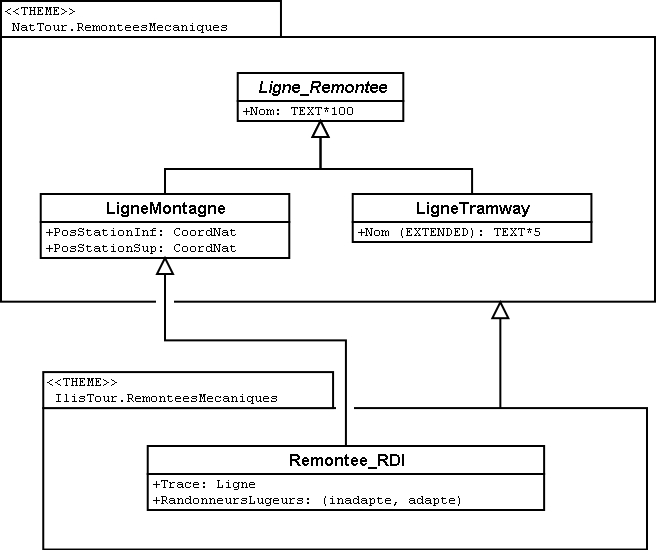 <<THEME>>
NatTour.RemonteesMecaniques
Ligne_Remontee
+Nom: TEXT*100
LigneMontagne
+PosStationInf: CoordNat
+PosStationSup: CoordNat
LigneTramway
+Nom (EXTENDED): TEXT*5
<<THEME>>
IlisTour.RemonteesMecaniques
Remontee_RDI
+Trace: Ligne
+RandonneursLugeurs: (inadapte, adapte)